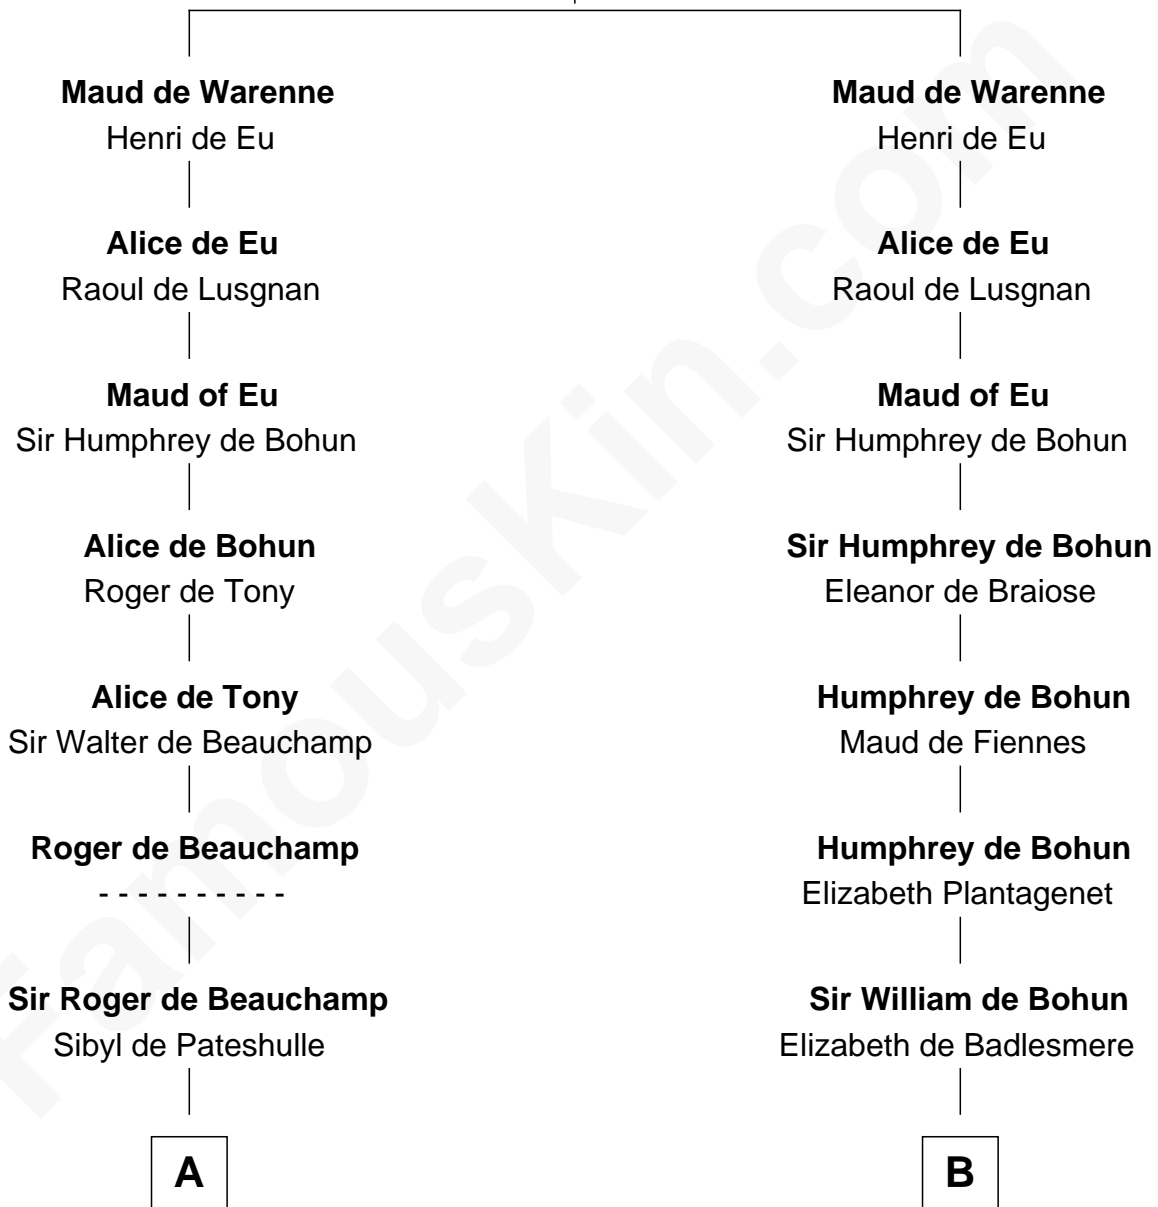 Maud de Warenne
Henri de Eu
Alice de Eu
Raoul de Lusgnan
Maud of Eu
Sir Humphrey de Bohun
Alice de Bohun
Roger de Tony
Alice de Tony
Sir Walter de Beauchamp
Roger de Beauchamp
- - - - - - - - - -
Sir Roger de Beauchamp
Sibyl de Pateshulle
A
Maud de Warenne
Henri de Eu
Alice de Eu
Raoul de Lusgnan
Maud of Eu
Sir Humphrey de Bohun
Sir Humphrey de Bohun
Eleanor de Braiose
Humphrey de Bohun
Maud de Fiennes
Humphrey de Bohun
Elizabeth Plantagenet
Sir William de Bohun
Elizabeth de Badlesmere
B
FamousKin.com